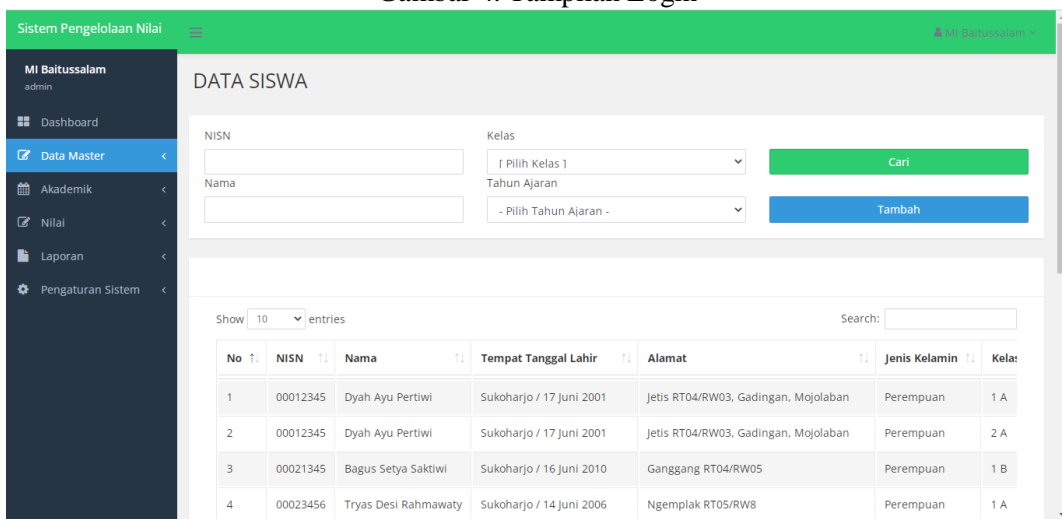 Gambar 4. Tampilan Login
Sistem Pengelolaan Nilai
MI Baitussalam
MI Baitussalam
admin
Dashboard
Data Master
Akademik
Nilai
Laporan
Pengaturan Sistem
DATA SISWA
NISN
Kelas
[ Pilih Kelas ]
Cari
Nama
Tahun Ajaran
- Pilih Tahun Ajaran -
Tambah
Show 10 entries
Search:
No NISN Nama Tempat Tanggal Lahir Alamat Jenis Kelamin Kelas
1 00012345 Dyah Ayu Pertiwi Sukoharjo / 17 Juni 2001 Jetis RT04/RW03, Gadingan, Mojolaban Perempuan 1 A
2 00012345 Dyah Ayu Pertiwi Sukoharjo / 17 Juni 2001 Jetis RT04/RW03, Gadingan, Mojolaban Perempuan 2 A
3 00021345 Bagus Setya Saktiwi Sukoharjo / 16 Juni 2010 Ganggang RT04/RW05 Perempuan 1 B
4 00023456 Tryas Desi Rahmawaty Sukoharjo / 14 Juni 2006 Ngemplak RT05/RW8 Perempuan 1 A